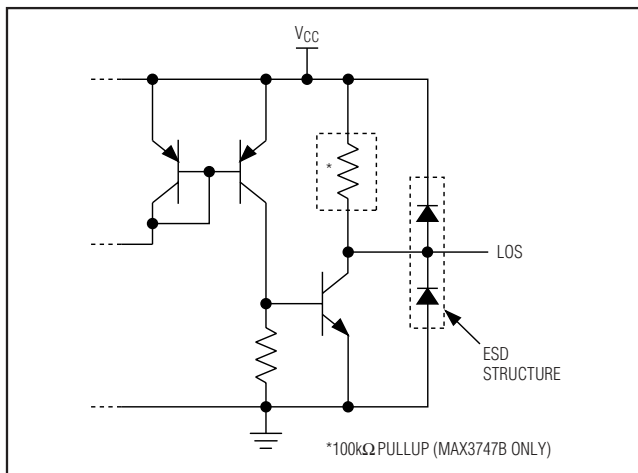 VCC
*
LOS
ESD
STRUCTURE
*100kΩ PULLUP (MAX3747B ONLY)